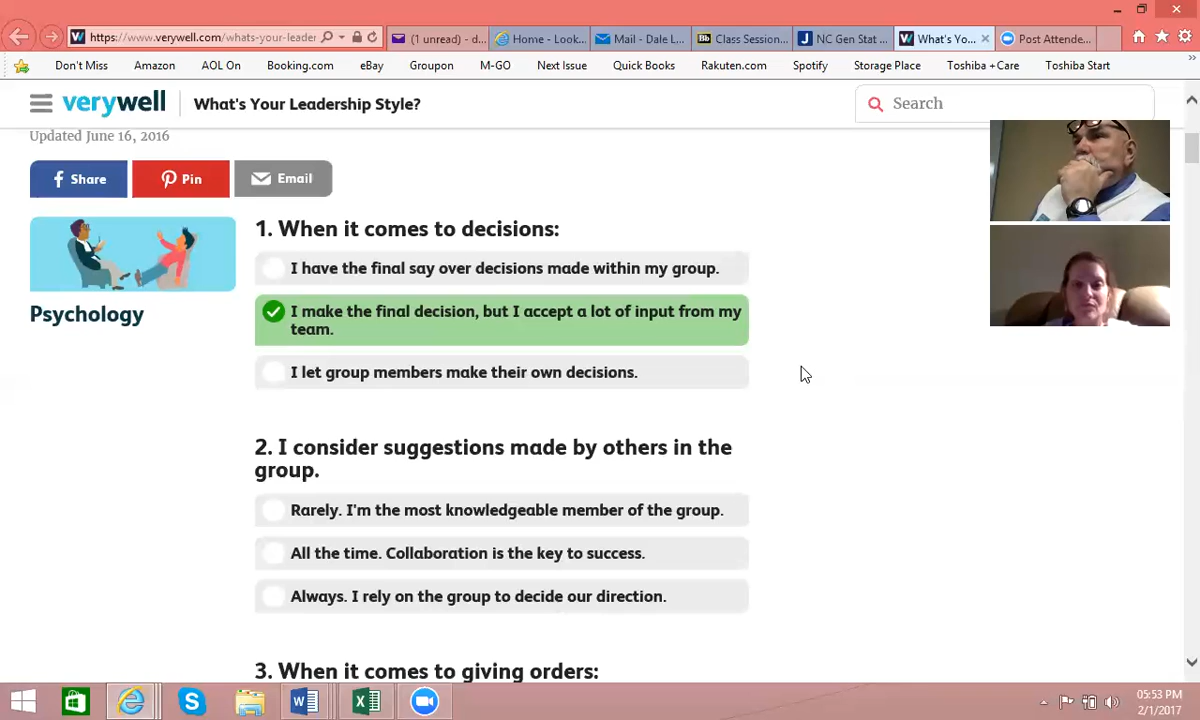 https://www.verywell.com/whats-your-leader
(1 unread) - d...
Home - Look...
Mail - Dale L...
Bb Class Session...
J NC Gen Stat ...
W What's Yo...
Post Attende...
Don't Miss
Amazon
AOL On
Booking.com
eBay
Groupon
M-GO
Next Issue
Quick Books
Rakuten.com
Spotify
Storage Place
Toshiba +Care
Toshiba Start
verywell
What's Your Leadership Style?
Search
Updated June 16, 2016
Share
Pin
Email
1. When it comes to decisions:
I have the final say over decisions made within my group.
I make the final decision, but I accept a lot of input from my
team.
I let group members make their own decisions.
Psychology
2. I consider suggestions made by others in the
group.
Rarely. I'm the most knowledgeable member of the group.
All the time. Collaboration is the key to success.
Always. I rely on the group to decide our direction.
3. When it comes to giving orders:
05:53 PM
2/1/2017